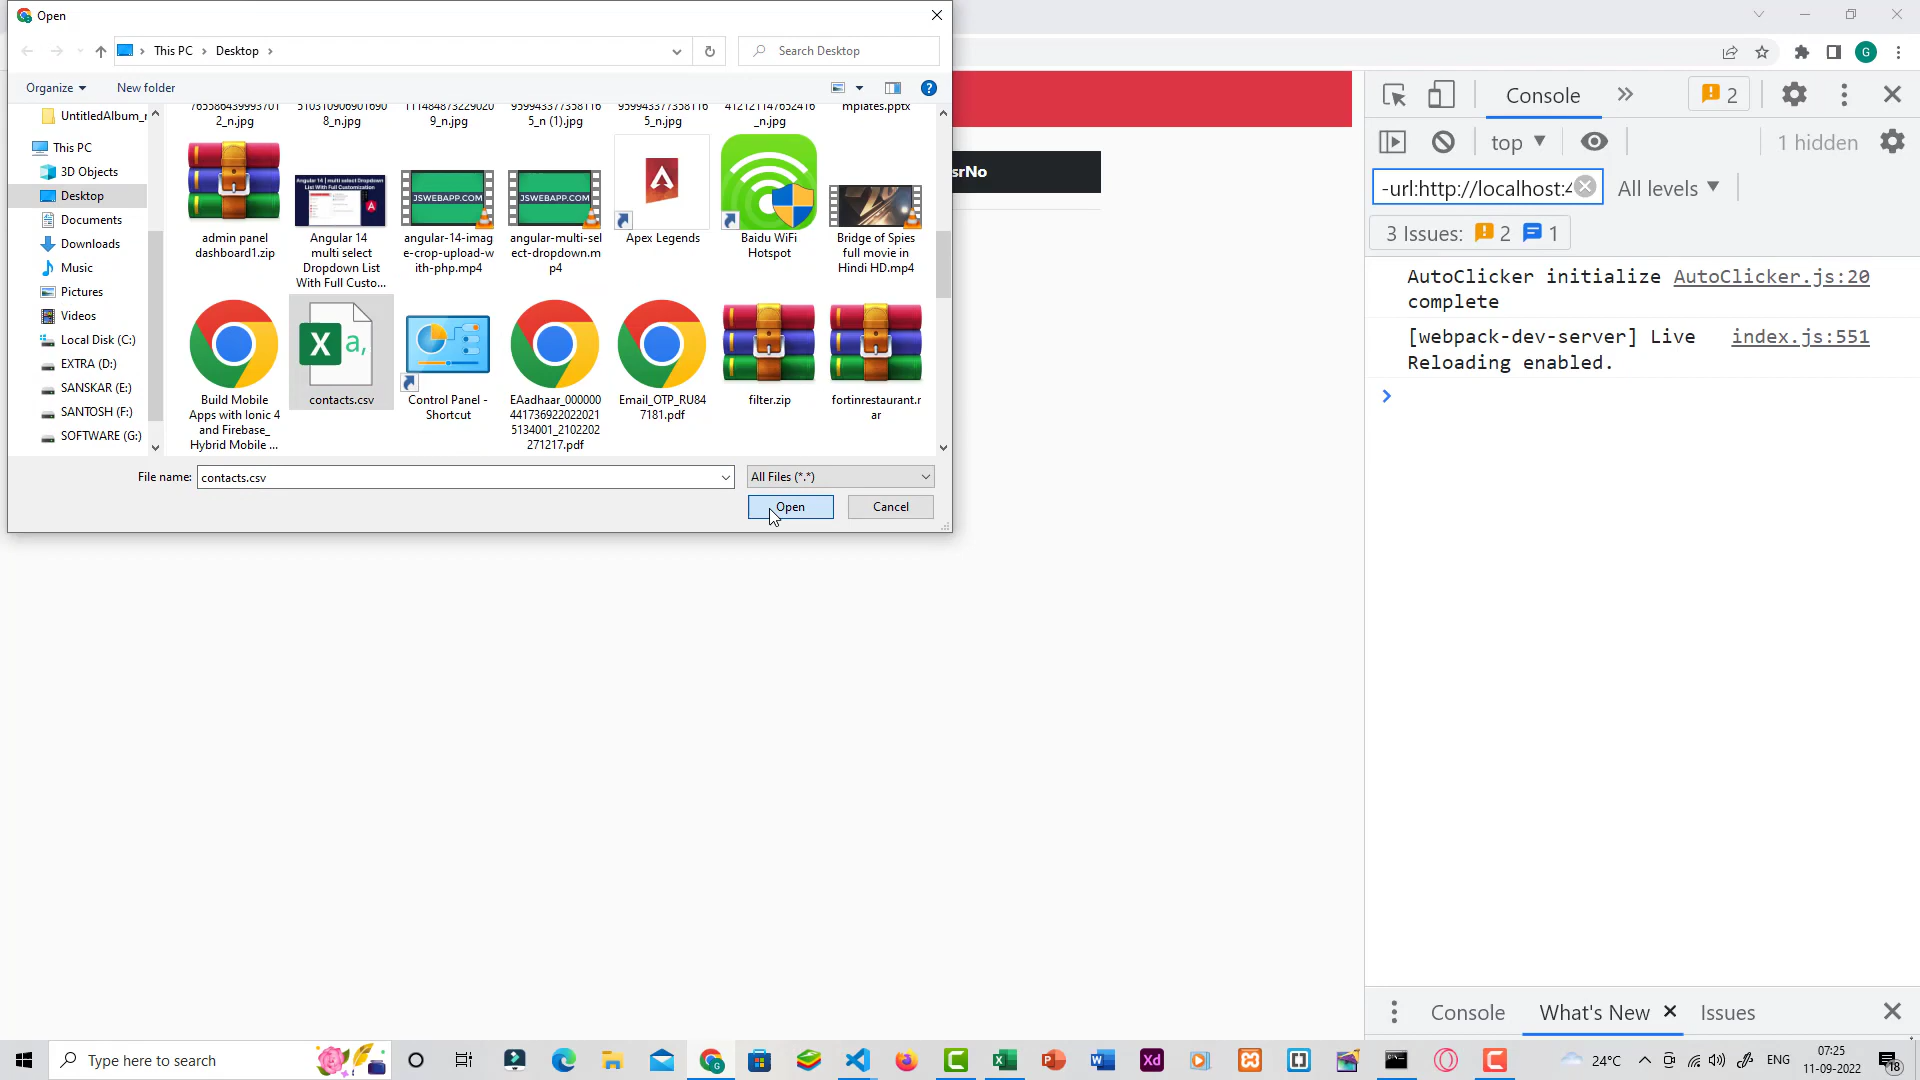 Open
This PC
Desktop
Search Desktop
Organize
New folder
UntitledAlbum_r
This PC
3D Objects
Desktop
Documents
Downloads
Music
Pictures
Videos
Local Disk (C:)
EXTRA (D:)
SANSKAR (E:)
SANTOSH (F:)
SOFTWARE (G:)
2_n.jpg
8_n.jpg
9_n.jpg
5_n (1).jpg
5_n.jpg
_n.jpg
mplates.pptx
admin panel
dashboard1.zip
Angular 14
multi select
Dropdown List
With Full Custo...
JSWEBAPP.COM
angular-14-imag
e-crop-upload-w
ith-php.mp4
JSWEBAPP.COM
angular-multi-sel
ect-dropdown.m
p4
Apex Legends
Baidu WiFi
Hotspot
Bridge of Spies
full movie in
Hindi HD.mp4
Build Mobile
Apps with Ionic 4
and Firebase_
Hybrid Mobile ...
contacts.csv
Control Panel -
Shortcut
EAadhaar_000000
441736922022021
5134001_2102202
271217.pdf
Email_OTP_RU84
7181.pdf
filter.zip
fortinrestaurant.r
ar
File name:
contacts.csv
All Files (*.*)
Open
Cancel
srNo
G
Console
2
top
1 hidden
-url:http://localhost:4
All levels
3 Issues:
2
1
AutoClicker initialize AutoClicker.js:20
complete
[webpack-dev-server] Live index.js:551
Reloading enabled.
Console
What's New
Issues
Type here to search
24°C
ENG
07:25
11-09-2022
18